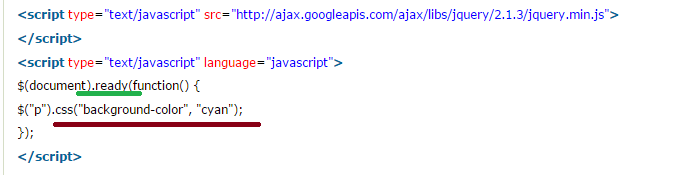 <script type="text/javascript" src="http://ajax.googleapis.com/ajax/libs/jquery/2.1.3/jquery.min.js">
</script>
<script type="text/javascript" language="javascript">
$(document).ready(function() {
$("p").css("background-color", "cyan");
});
</script>